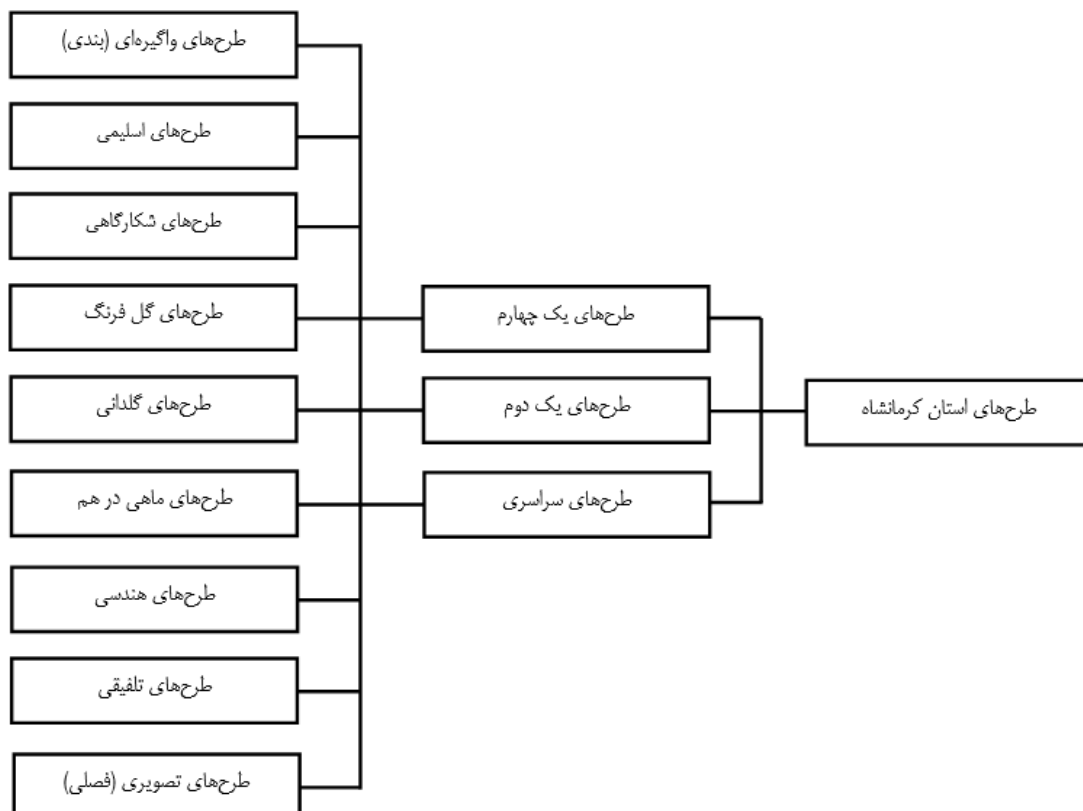 طرح‌های استان کرمانشاه
طرح‌های یک چهارم
طرح‌های یک دوم
طرح‌های سراسری
طرح‌های واگیره‌ای (بندی)
طرح‌های اسلیمی
طرح‌های شکارگاهی
طرح‌های گل فرنگ
طرح‌های گلدانی
طرح‌های ماهی در هم
طرح‌های هندسی
طرح‌های تلفیقی
طرح‌های تصویری (فصلی)